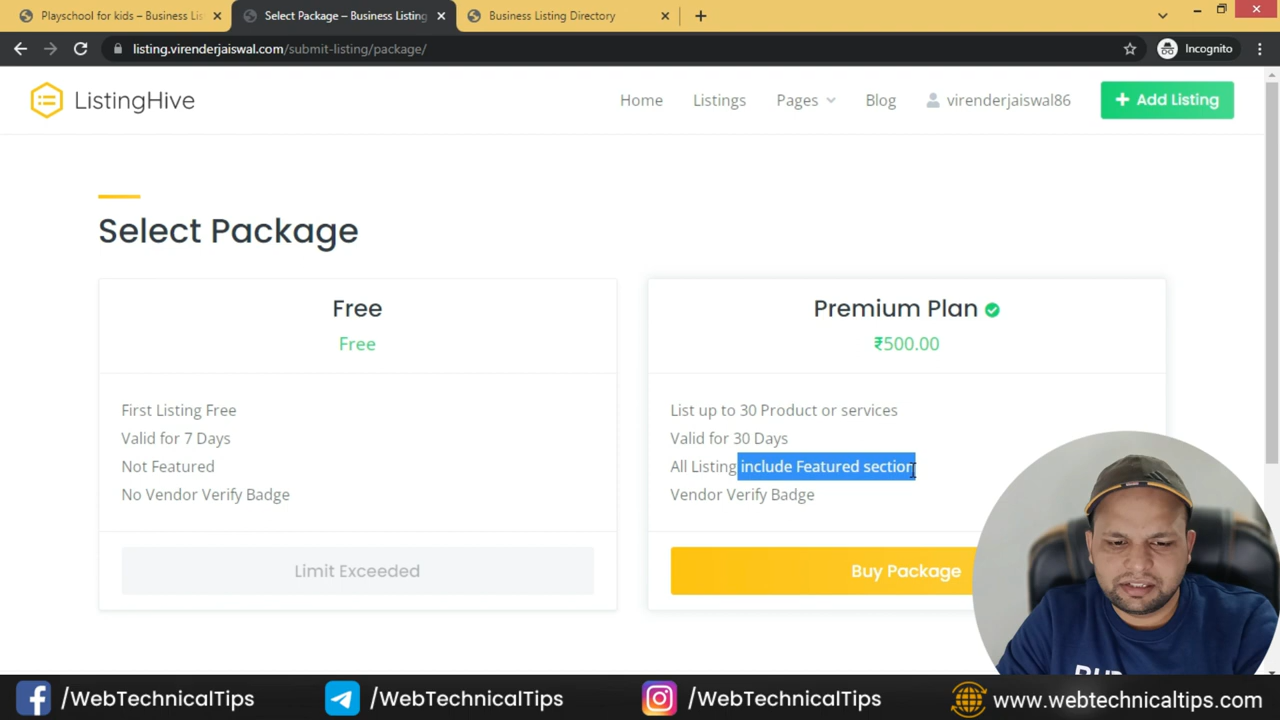 Playschool for kids – Business Lis
Select Package – Business Listing
Business Listing Directory
listing.virenderjaiswal.com/submit-listing/package/
Incognito
ListingHive
Home
Listings
Pages
Blog
virenderjaiswal86
+ Add Listing
Select Package
Free
Free
First Listing Free
Valid for 7 Days
Not Featured
No Vendor Verify Badge
Limit Exceeded
Premium Plan
₹500.00
List up to 30 Product or services
Valid for 30 Days
All Listing include Featured section
Vendor Verify Badge
Buy Package
/WebTechnicalTips
/WebTechnicalTips
/WebTechnicalTips
www.webtechnicaltips.com